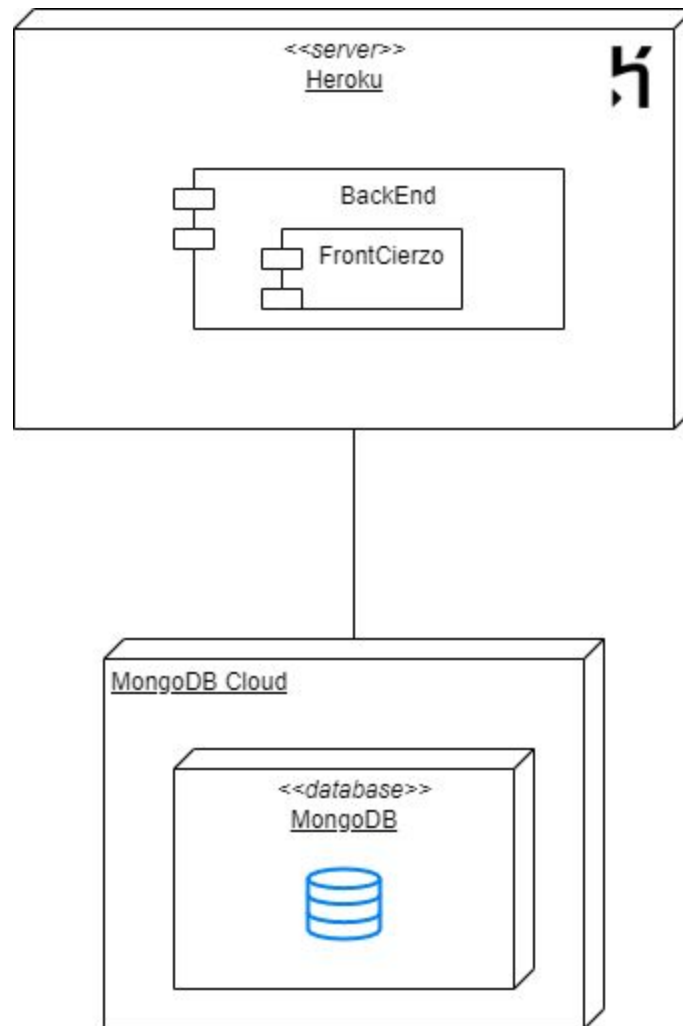 <<server>>
Heroku
BackEnd
FrontCierzo
MongoDB Cloud
<<database>>
MongoDB